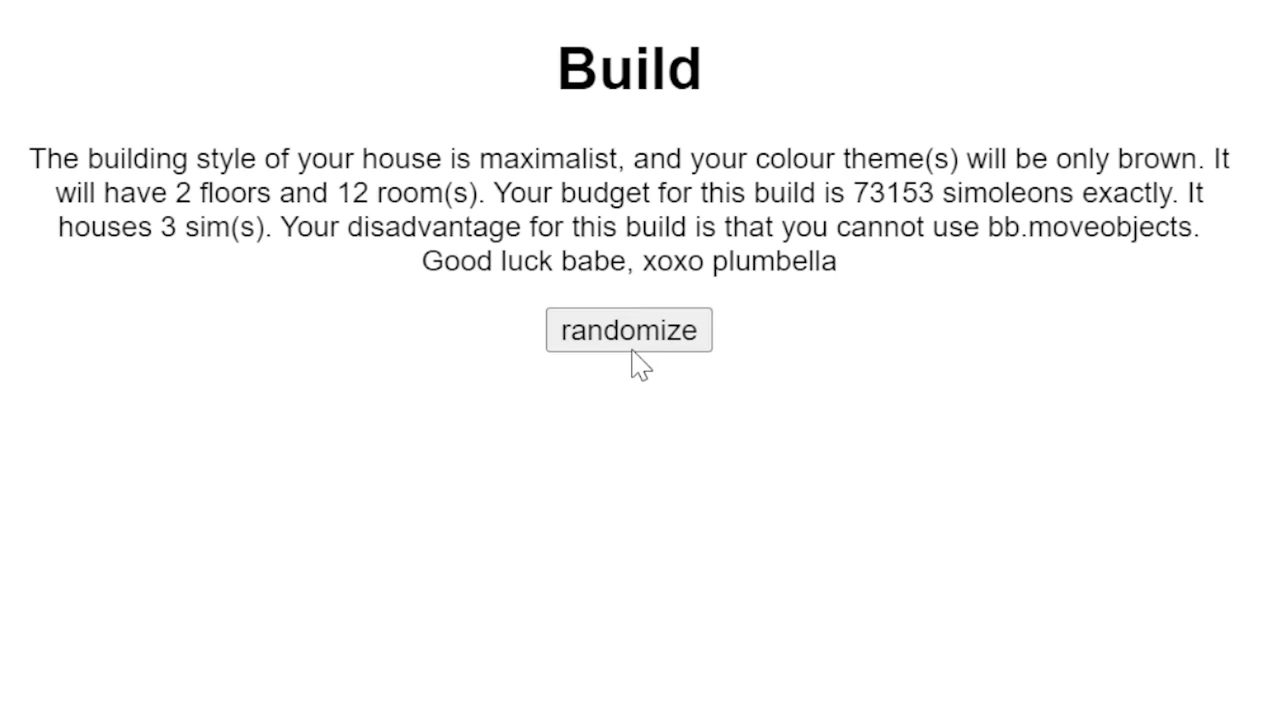 Build
The building style of your house is maximalist, and your colour theme(s) will be only brown. It
will have 2 floors and 12 room(s). Your budget for this build is 73153 simoleons exactly. It
houses 3 sim(s). Your disadvantage for this build is that you cannot use bb.moveobjects.
Good luck babe, xoxo plumbella
randomize